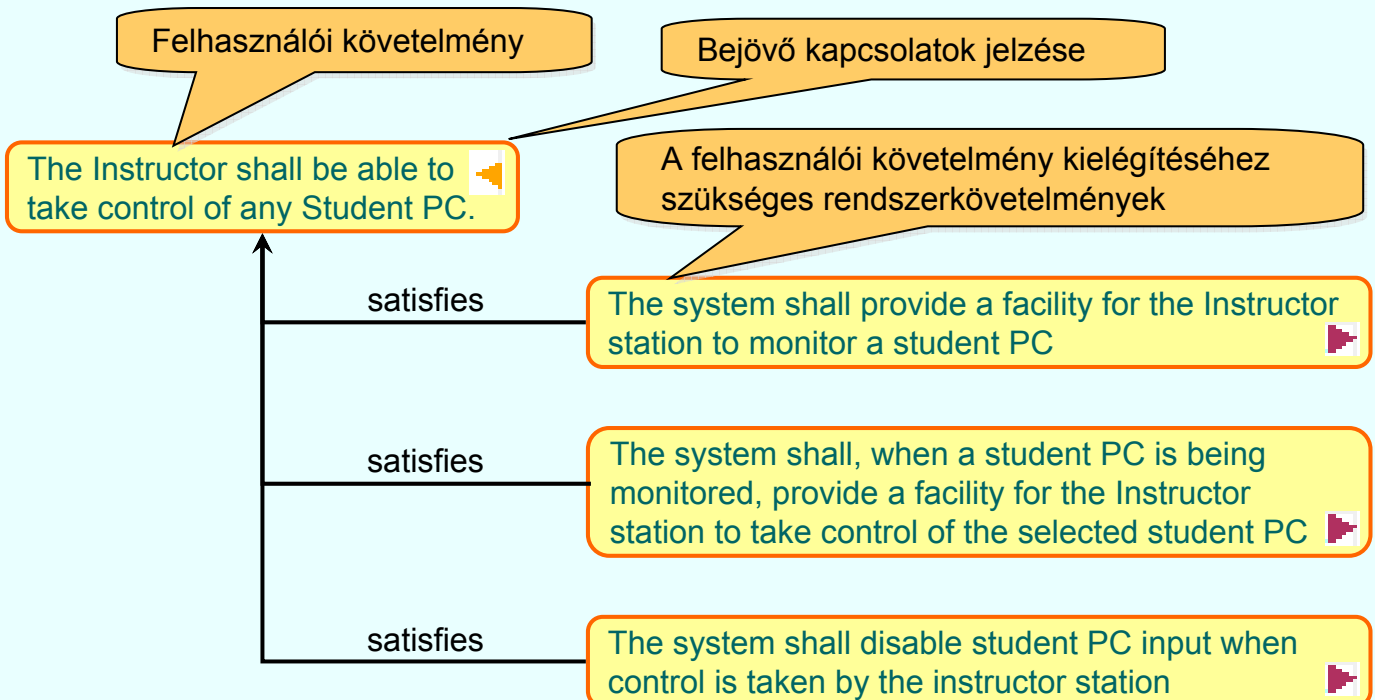 Felhasználói követelmény
Bejövő kapcsolatok jelzése
The Instructor shall be able to
take control of any Student PC.
A felhasználói követelmény kielégítéséhez
szükséges rendszerkövetelmények
satisfies
The system shall provide a facility for the Instructor
station to monitor a student PC
satisfies
The system shall, when a student PC is being
monitored, provide a facility for the Instructor
station to take control of the selected student PC
satisfies
The system shall disable student PC input when
control is taken by the instructor station